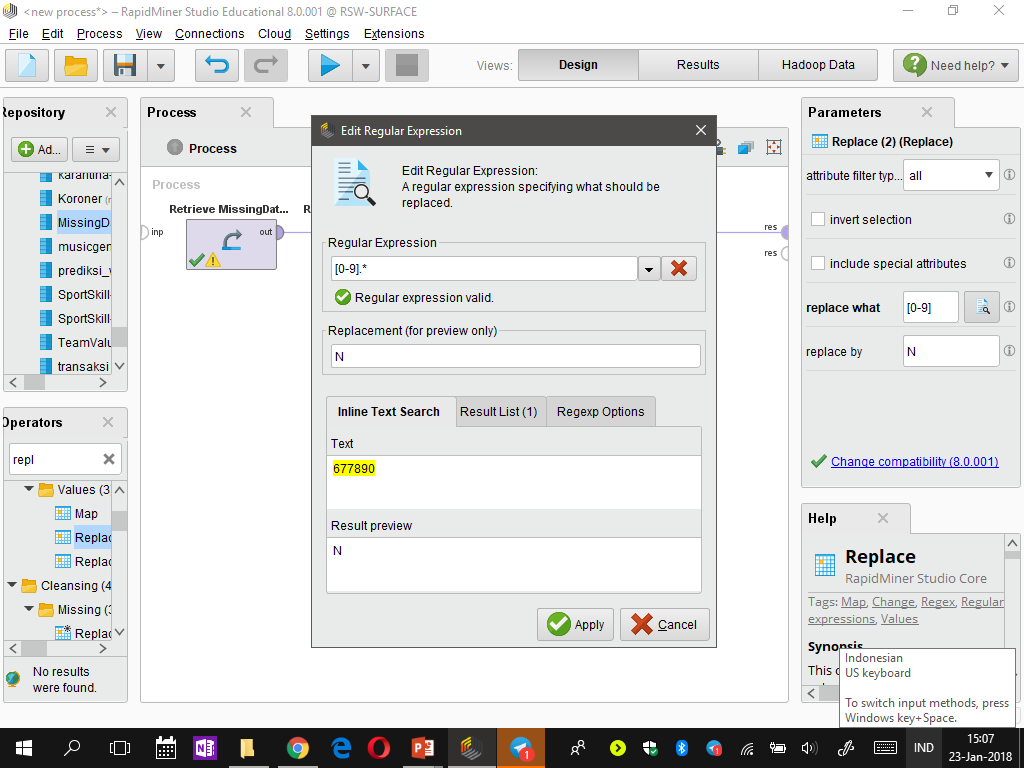 <new process*> – RapidMiner Studio Educational 8.0.001 @ RSW-SURFACE
File Edit Process View Connections Cloud Settings Extensions
Views: Design Results Hadoop Data Need help?
Repository
Ad...
karantina-
Koroner
MissingD
musicgen
prediksi_
SportSkill-
SportSkill-
TeamValu
transaksi
Operators
repl
Values (3
Map
Replac
Replac
Cleansing (4
Missing (3
Replac
No results
were found.
Process
Process
Process
Retrieve MissingDat... R
inp
out
res
res
Edit Regular Expression
Edit Regular Expression:
A regular expression specifying what should be
replaced.
Regular Expression
[0-9].*
Regular expression valid.
Replacement (for preview only)
N
Inline Text Search Result List (1) Regexp Options
Text
677890
Result preview
N
Apply Cancel
Parameters
Replace (2) (Replace)
attribute filter typ... all
invert selection
include special attributes
replace what [0-9]
replace by N
Change compatibility (8.0.001)
Help
Replace
RapidMiner Studio Core
Tags: Map, Change, Regex, Regular
expressions, Values
Synopsis
This
Indonesian
US keyboard
To switch input methods, press
Windows key+Space.
IND
15:07
23-Jan-2018